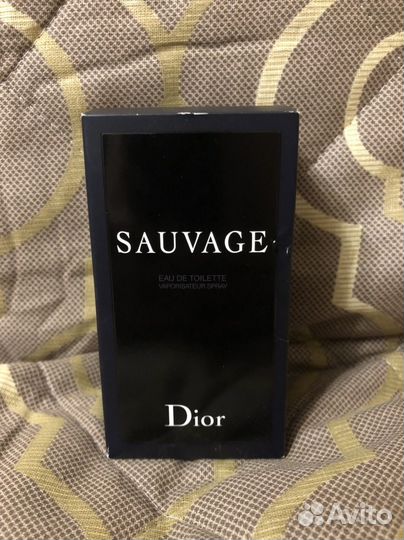 SAUVAGE
EAU DE TOILETTE
VAPORISATEUR SPRAY
Dior
Avito